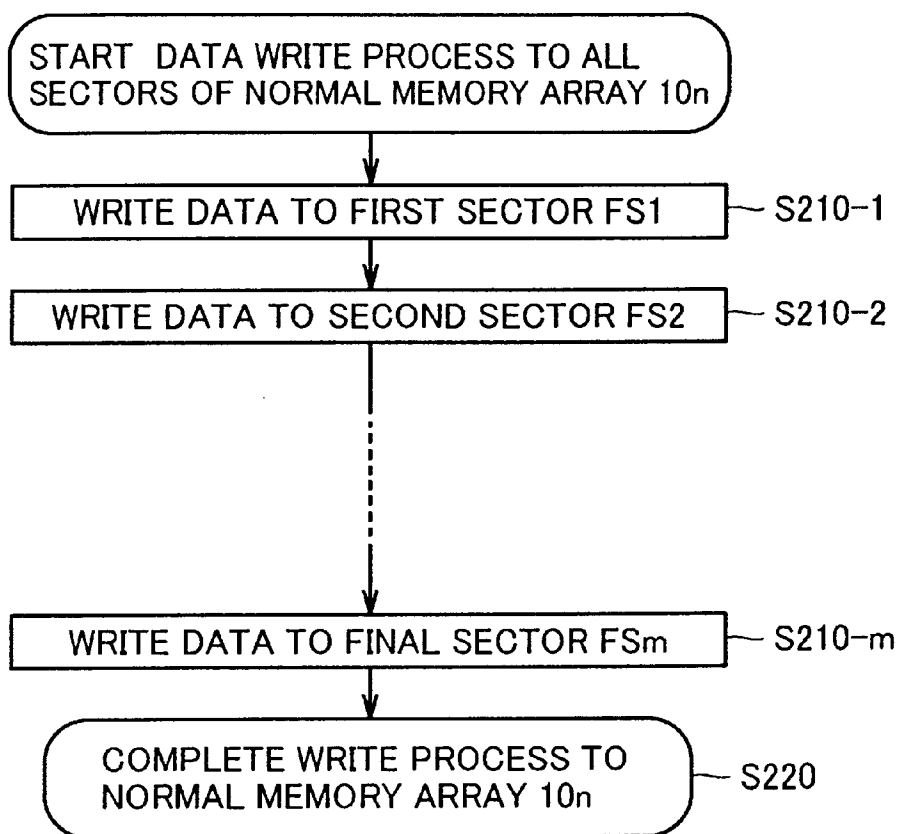 START DATA WRITE PROCESS TO ALL
SECTORS OF NORMAL MEMORY ARRAY 10n
WRITE DATA TO FIRST SECTOR FS1
S210-1
WRITE DATA TO SECOND SECTOR FS2
S210-2
WRITE DATA TO FINAL SECTOR FSm
S210-m
COMPLETE WRITE PROCESS TO
NORMAL MEMORY ARRAY 10n
S220